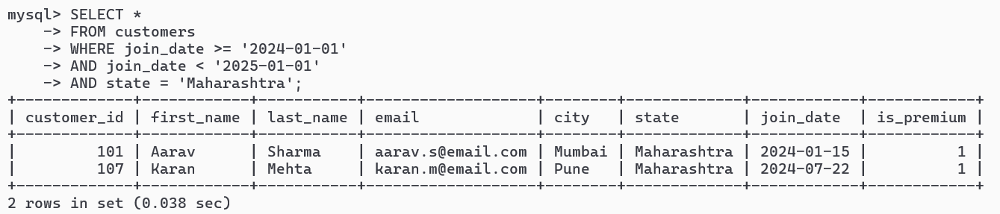 mysql> SELECT *
    -> FROM customers
    -> WHERE join_date >= '2024-01-01'
    -> AND join_date < '2025-01-01'
    -> AND state = 'Maharashtra';
+-------------+------------+-----------+-------------------+--------+-------------+------------+------------+
| customer_id | first_name | last_name | email             | city   | state       | join_date  | is_premium |
+-------------+------------+-----------+-------------------+--------+-------------+------------+------------+
|         101 | Aarav      | Sharma    | aarav.s@email.com | Mumbai | Maharashtra | 2024-01-15 |          1 |
|         107 | Karan      | Mehta     | karan.m@email.com | Pune   | Maharashtra | 2024-07-22 |          1 |
+-------------+------------+-----------+-------------------+--------+-------------+------------+------------+
2 rows in set (0.038 sec)